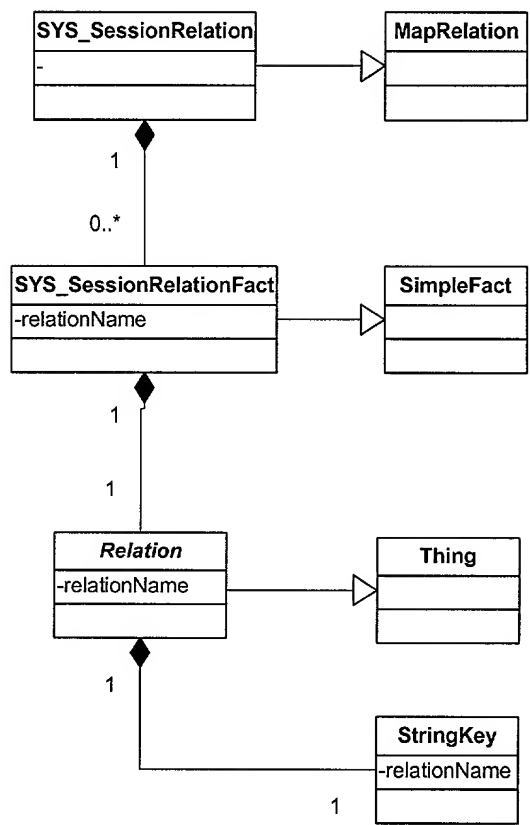 SYS_SessionRelation
MapRelation
-
1
0..*
SYS_SessionRelationFact
SimpleFact
-relationName
1
1
Relation
Thing
-relationName
1
StringKey
-relationName
1